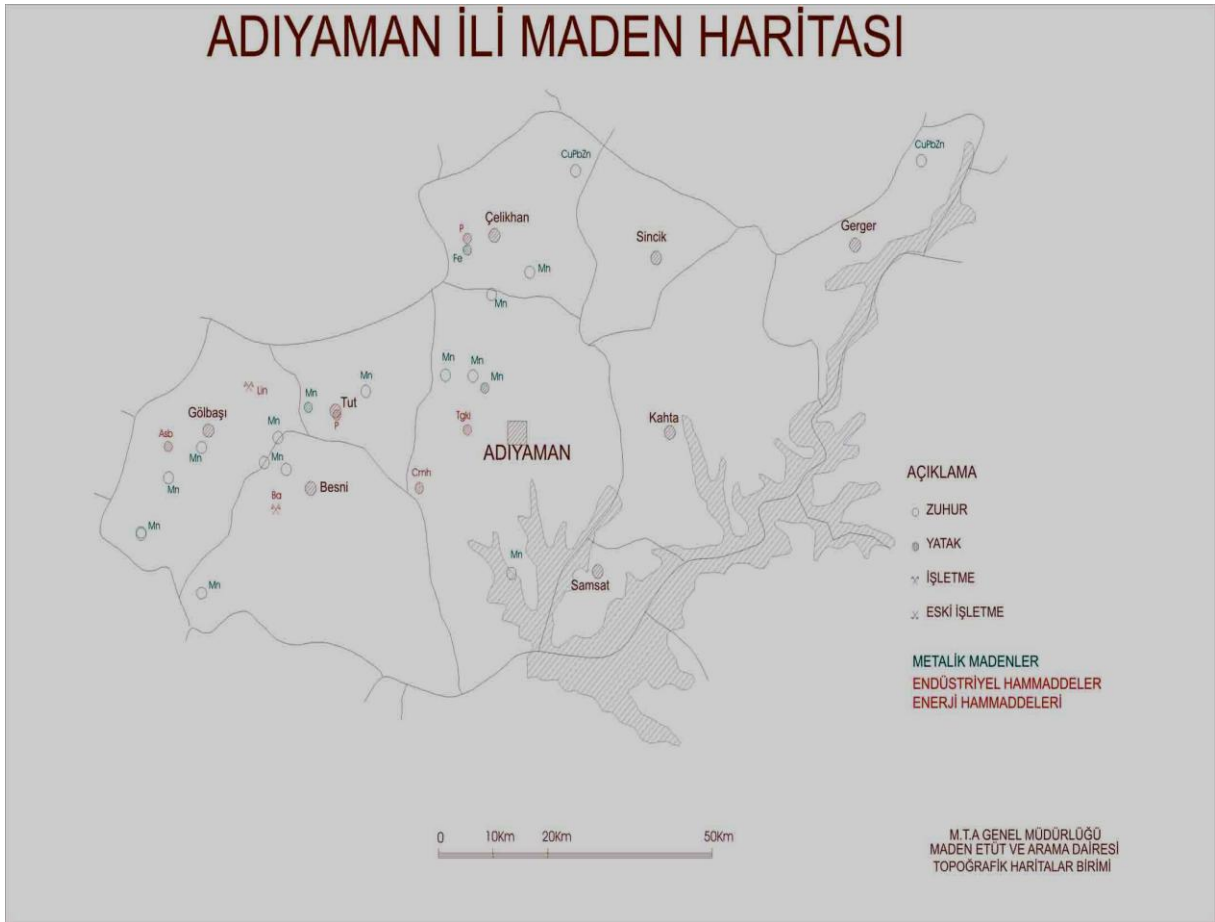 ADIYAMAN İLİ MADEN HARİTASI
CuPbZn
CuPbZn
Çelikhan
P
Fe
Sincik
Gerger
Mn
Mn
Mn
Mn
Mn
Mn
Mn
Lin
Tut
P
Gölbaşı
Asb
Mn
Mn
Mn
Mn
Mn
Tgkl
ADIYAMAN
Kahta
Crnh
Ba
Besni
Mn
Mn
Mn
Samsat
AÇIKLAMA
ZUHUR
YATAK
İŞLETME
ESKİ İŞLETME
METALİK MADENLER
ENDÜSTRİYEL HAMMADDELER
ENERJİ HAMMADDELERİ
0 10Km 20Km 50Km
M.T.A GENEL MÜDÜRLÜĞÜ
MADEN ETÜT VE ARAMA DAİRESİ
TOPOĞRAFİK HARİTALAR BİRİMİ